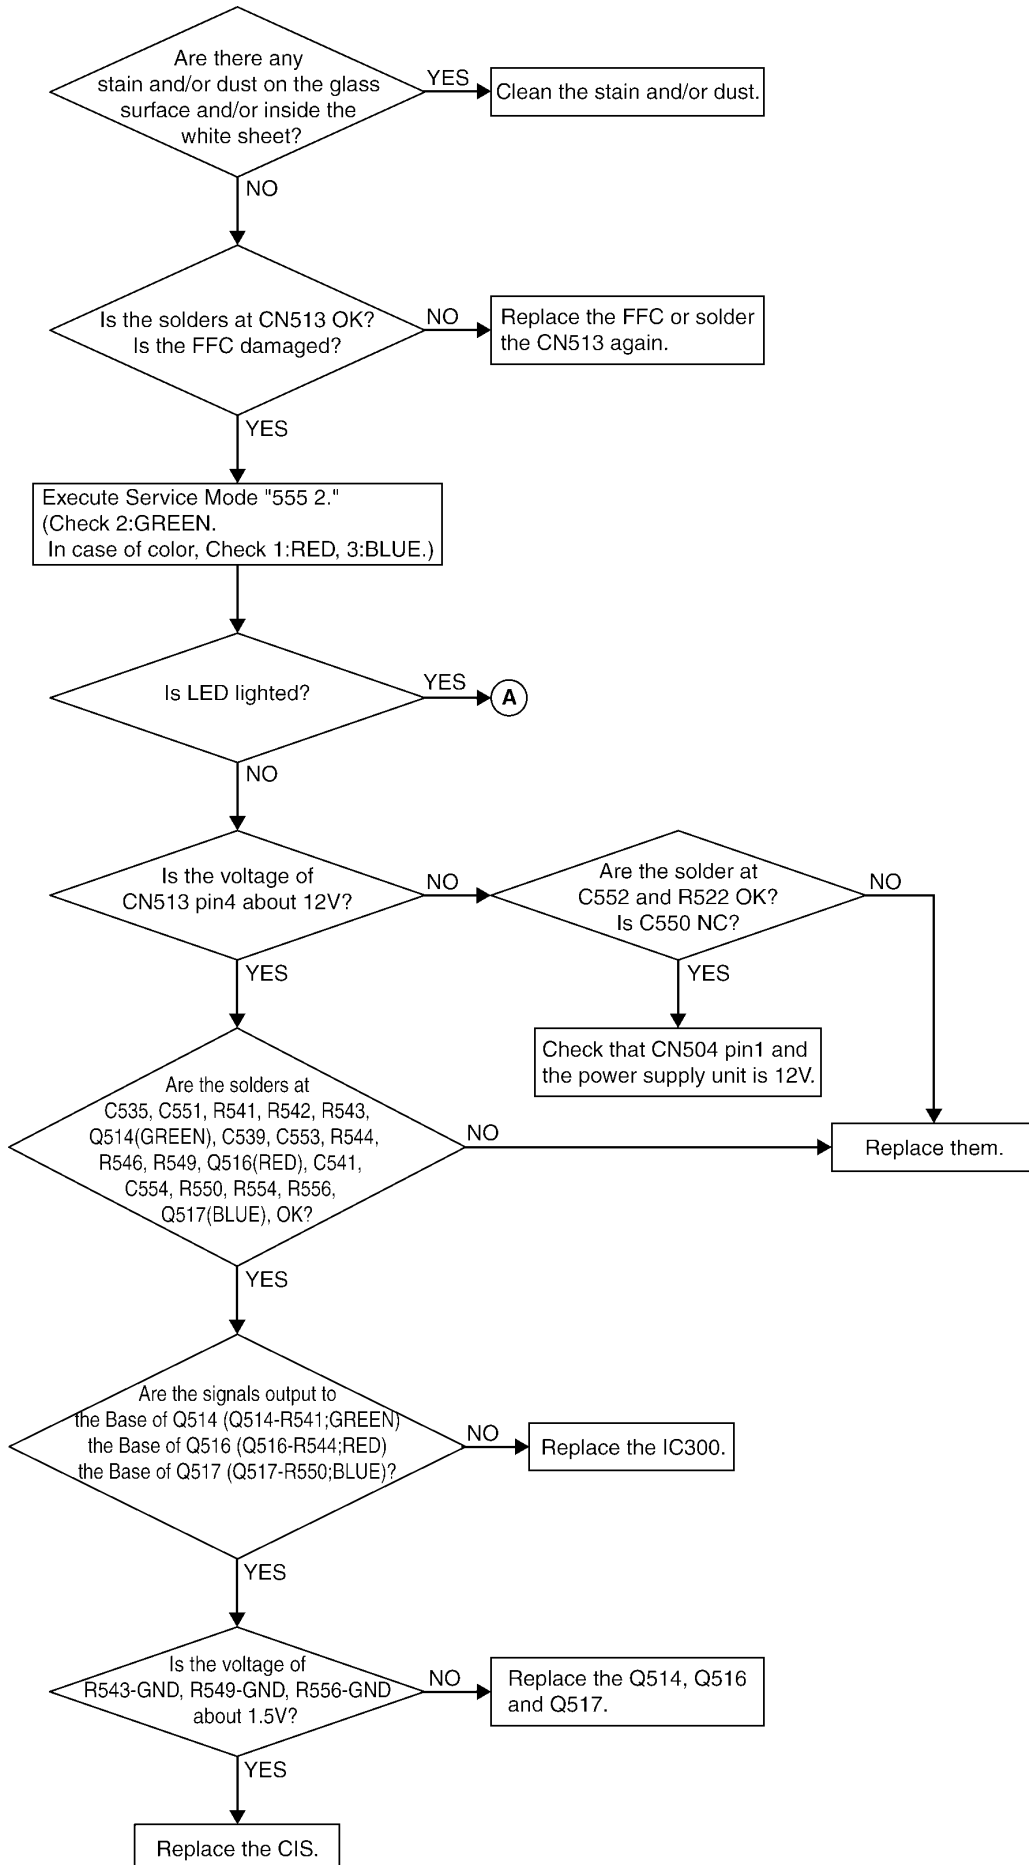 Are there any
stain and/or dust on the glass
surface and/or inside the
white sheet?
YES
Clean the stain and/or dust.
NO
Is the solders at CN513 OK?
Is the FFC damaged?
NO
Replace the FFC or solder
the CN513 again.
YES
Execute Service Mode "555 2."
(Check 2:GREEN.
In case of color, Check 1:RED, 3:BLUE.)
Is LED lighted?
YES
A
NO
Is the voltage of
CN513 pin4 about 12V?
NO
Are the solder at
C552 and R522 OK?
Is C550 NC?
NO
YES
YES
Check that CN504 pin1 and
the power supply unit is 12V.
Are the solders at
C535, C551, R541, R542, R543,
Q514(GREEN), C539, C553, R544,
R546, R549, Q516(RED), C541,
C554, R550, R554, R556,
Q517(BLUE), OK?
NO
Replace them.
YES
Are the signals output to
the Base of Q514 (Q514-R541;GREEN)
the Base of Q516 (Q516-R544;RED)
the Base of Q517 (Q517-R550;BLUE)?
NO
Replace the IC300.
YES
Is the voltage of
R543-GND, R549-GND, R556-GND
about 1.5V?
NO
Replace the Q514, Q516
and Q517.
YES
Replace the CIS.